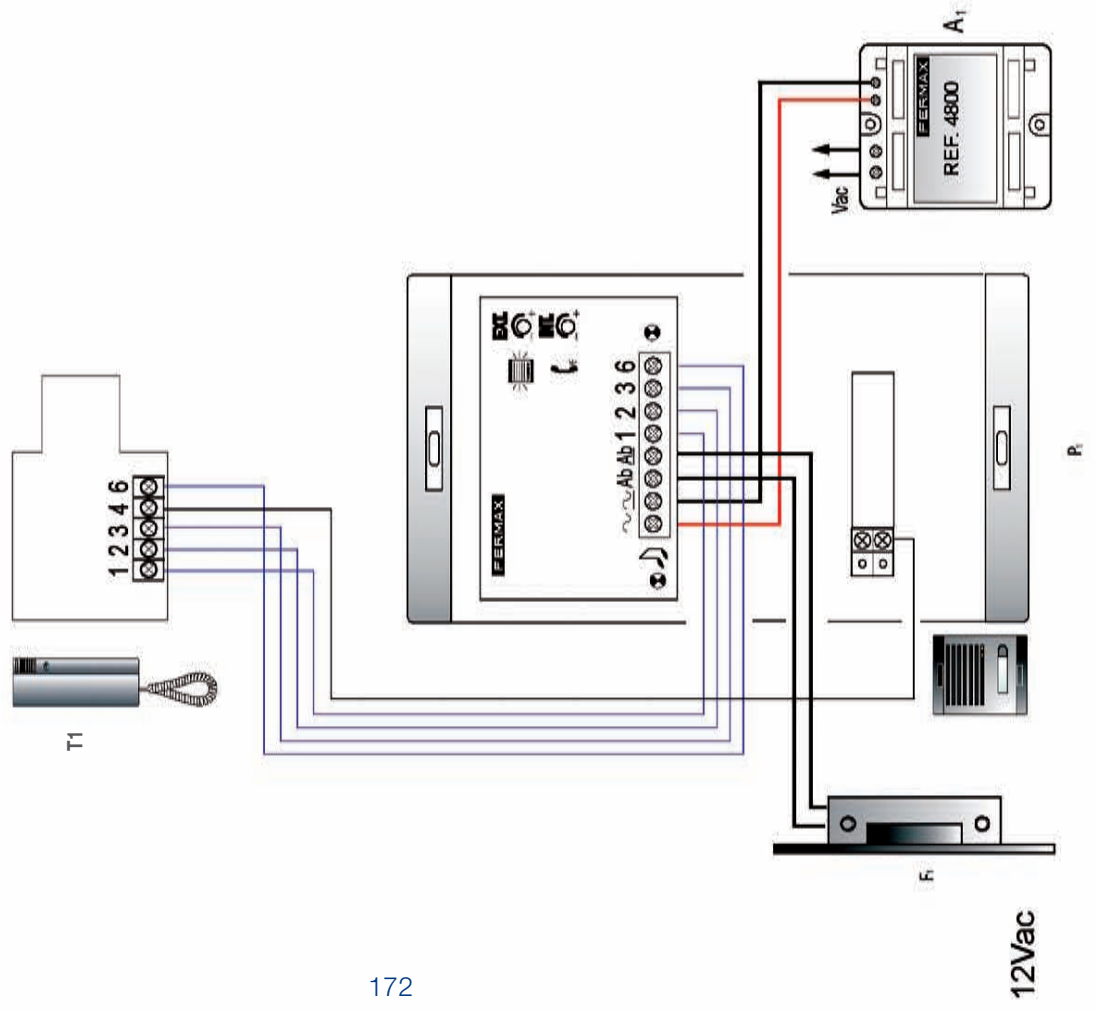 T1
1 2 3 4 6
FERMAX
EXT.
INT.
Ab Ab 1 2 3 6
A1
FERMAX
REF. 4800
Vac
P1
F1
12Vac
172